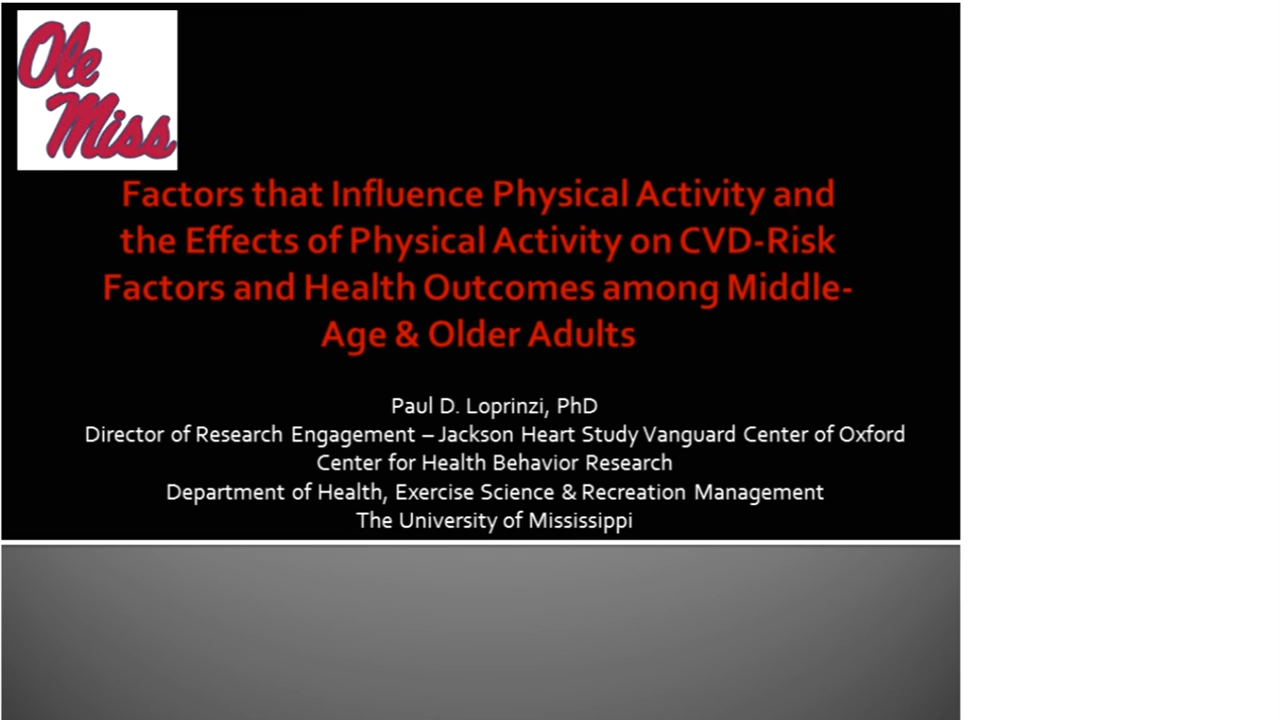 Ole
Miss
Factors that Influence Physical Activity and
the Effects of Physical Activity on CVD-Risk
Factors and Health Outcomes among Middle-
Age & Older Adults
Paul D. Loprinzi, PhD
Director of Research Engagement – Jackson Heart Study Vanguard Center of Oxford
Center for Health Behavior Research
Department of Health, Exercise Science & Recreation Management
The University of Mississippi